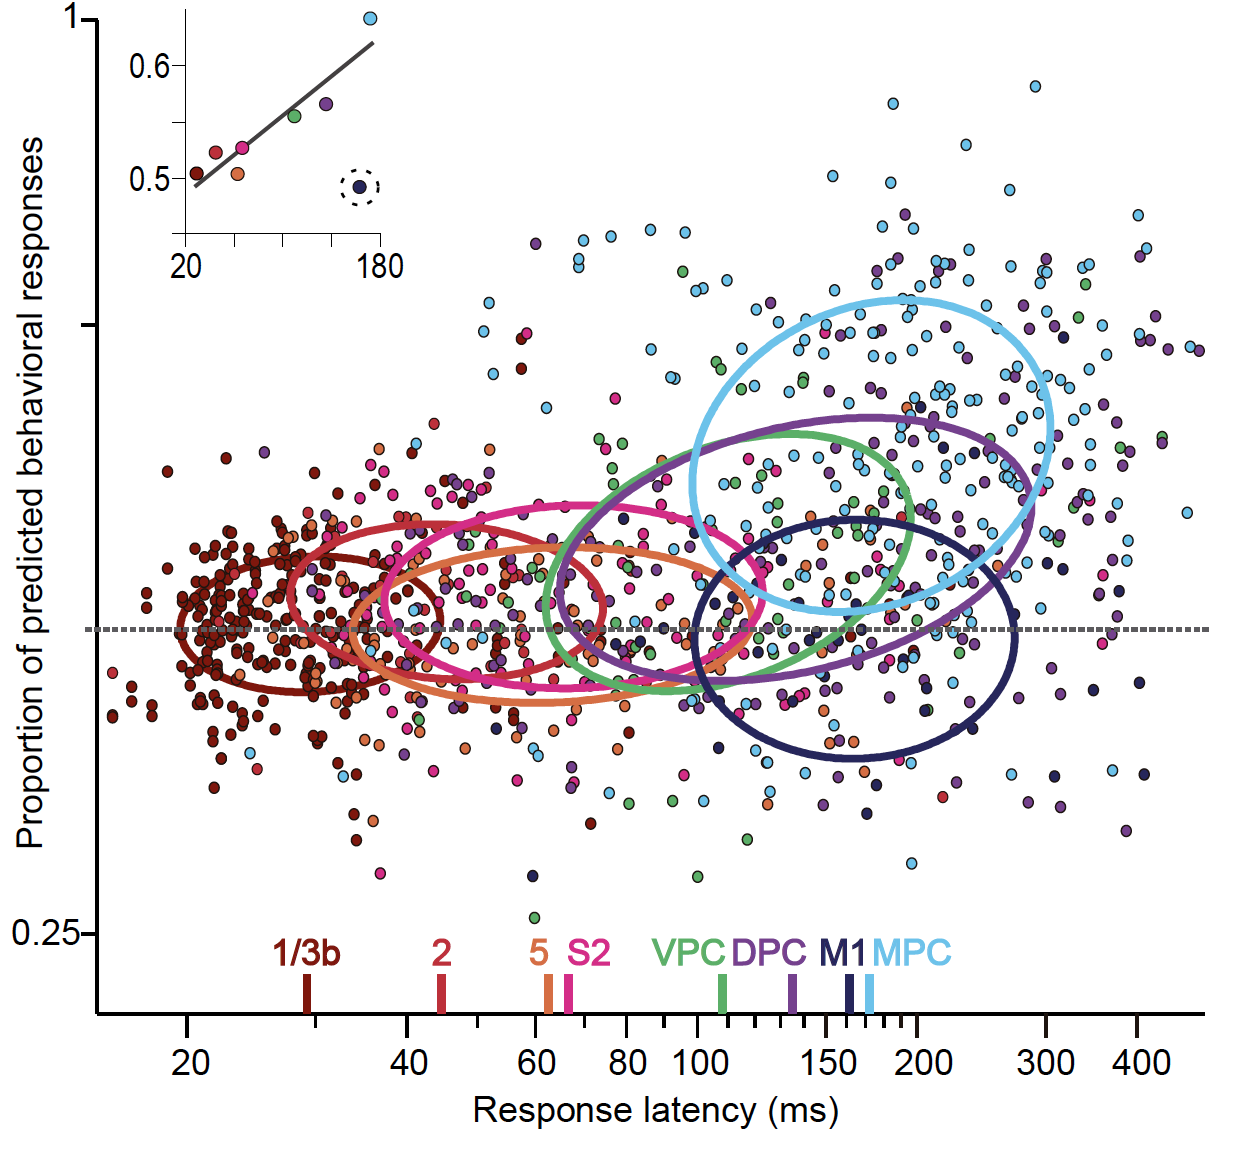 1
0.6
0.5
20 180
Proportion of predicted behavioral responses
0.25
1/3b 2 5 S2 VPC DPC M1 MPC
20 40 60 80 100 150 200 300 400
Response latency (ms)